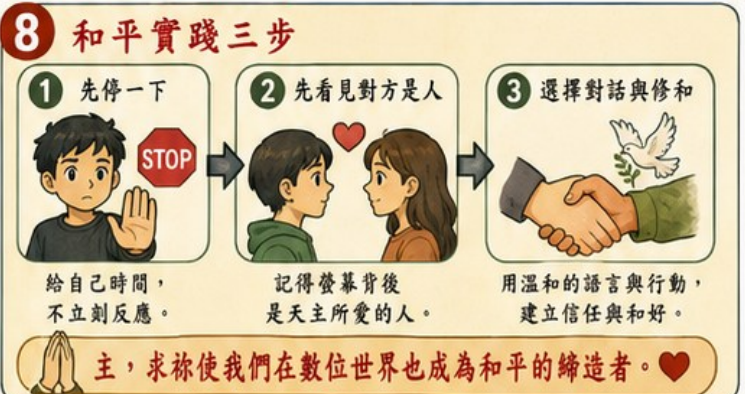 8 和平實踐三步
1 先停一下
STOP
給自己時間，
不立刻反應。
2 先看見對方是人
記得螢幕背後
是天主所愛的人。
3 選擇對話與修和
用溫和的語言與行動，
建立信任與和好。
主，求祢使我們在數位世界也成為和平的締造者。